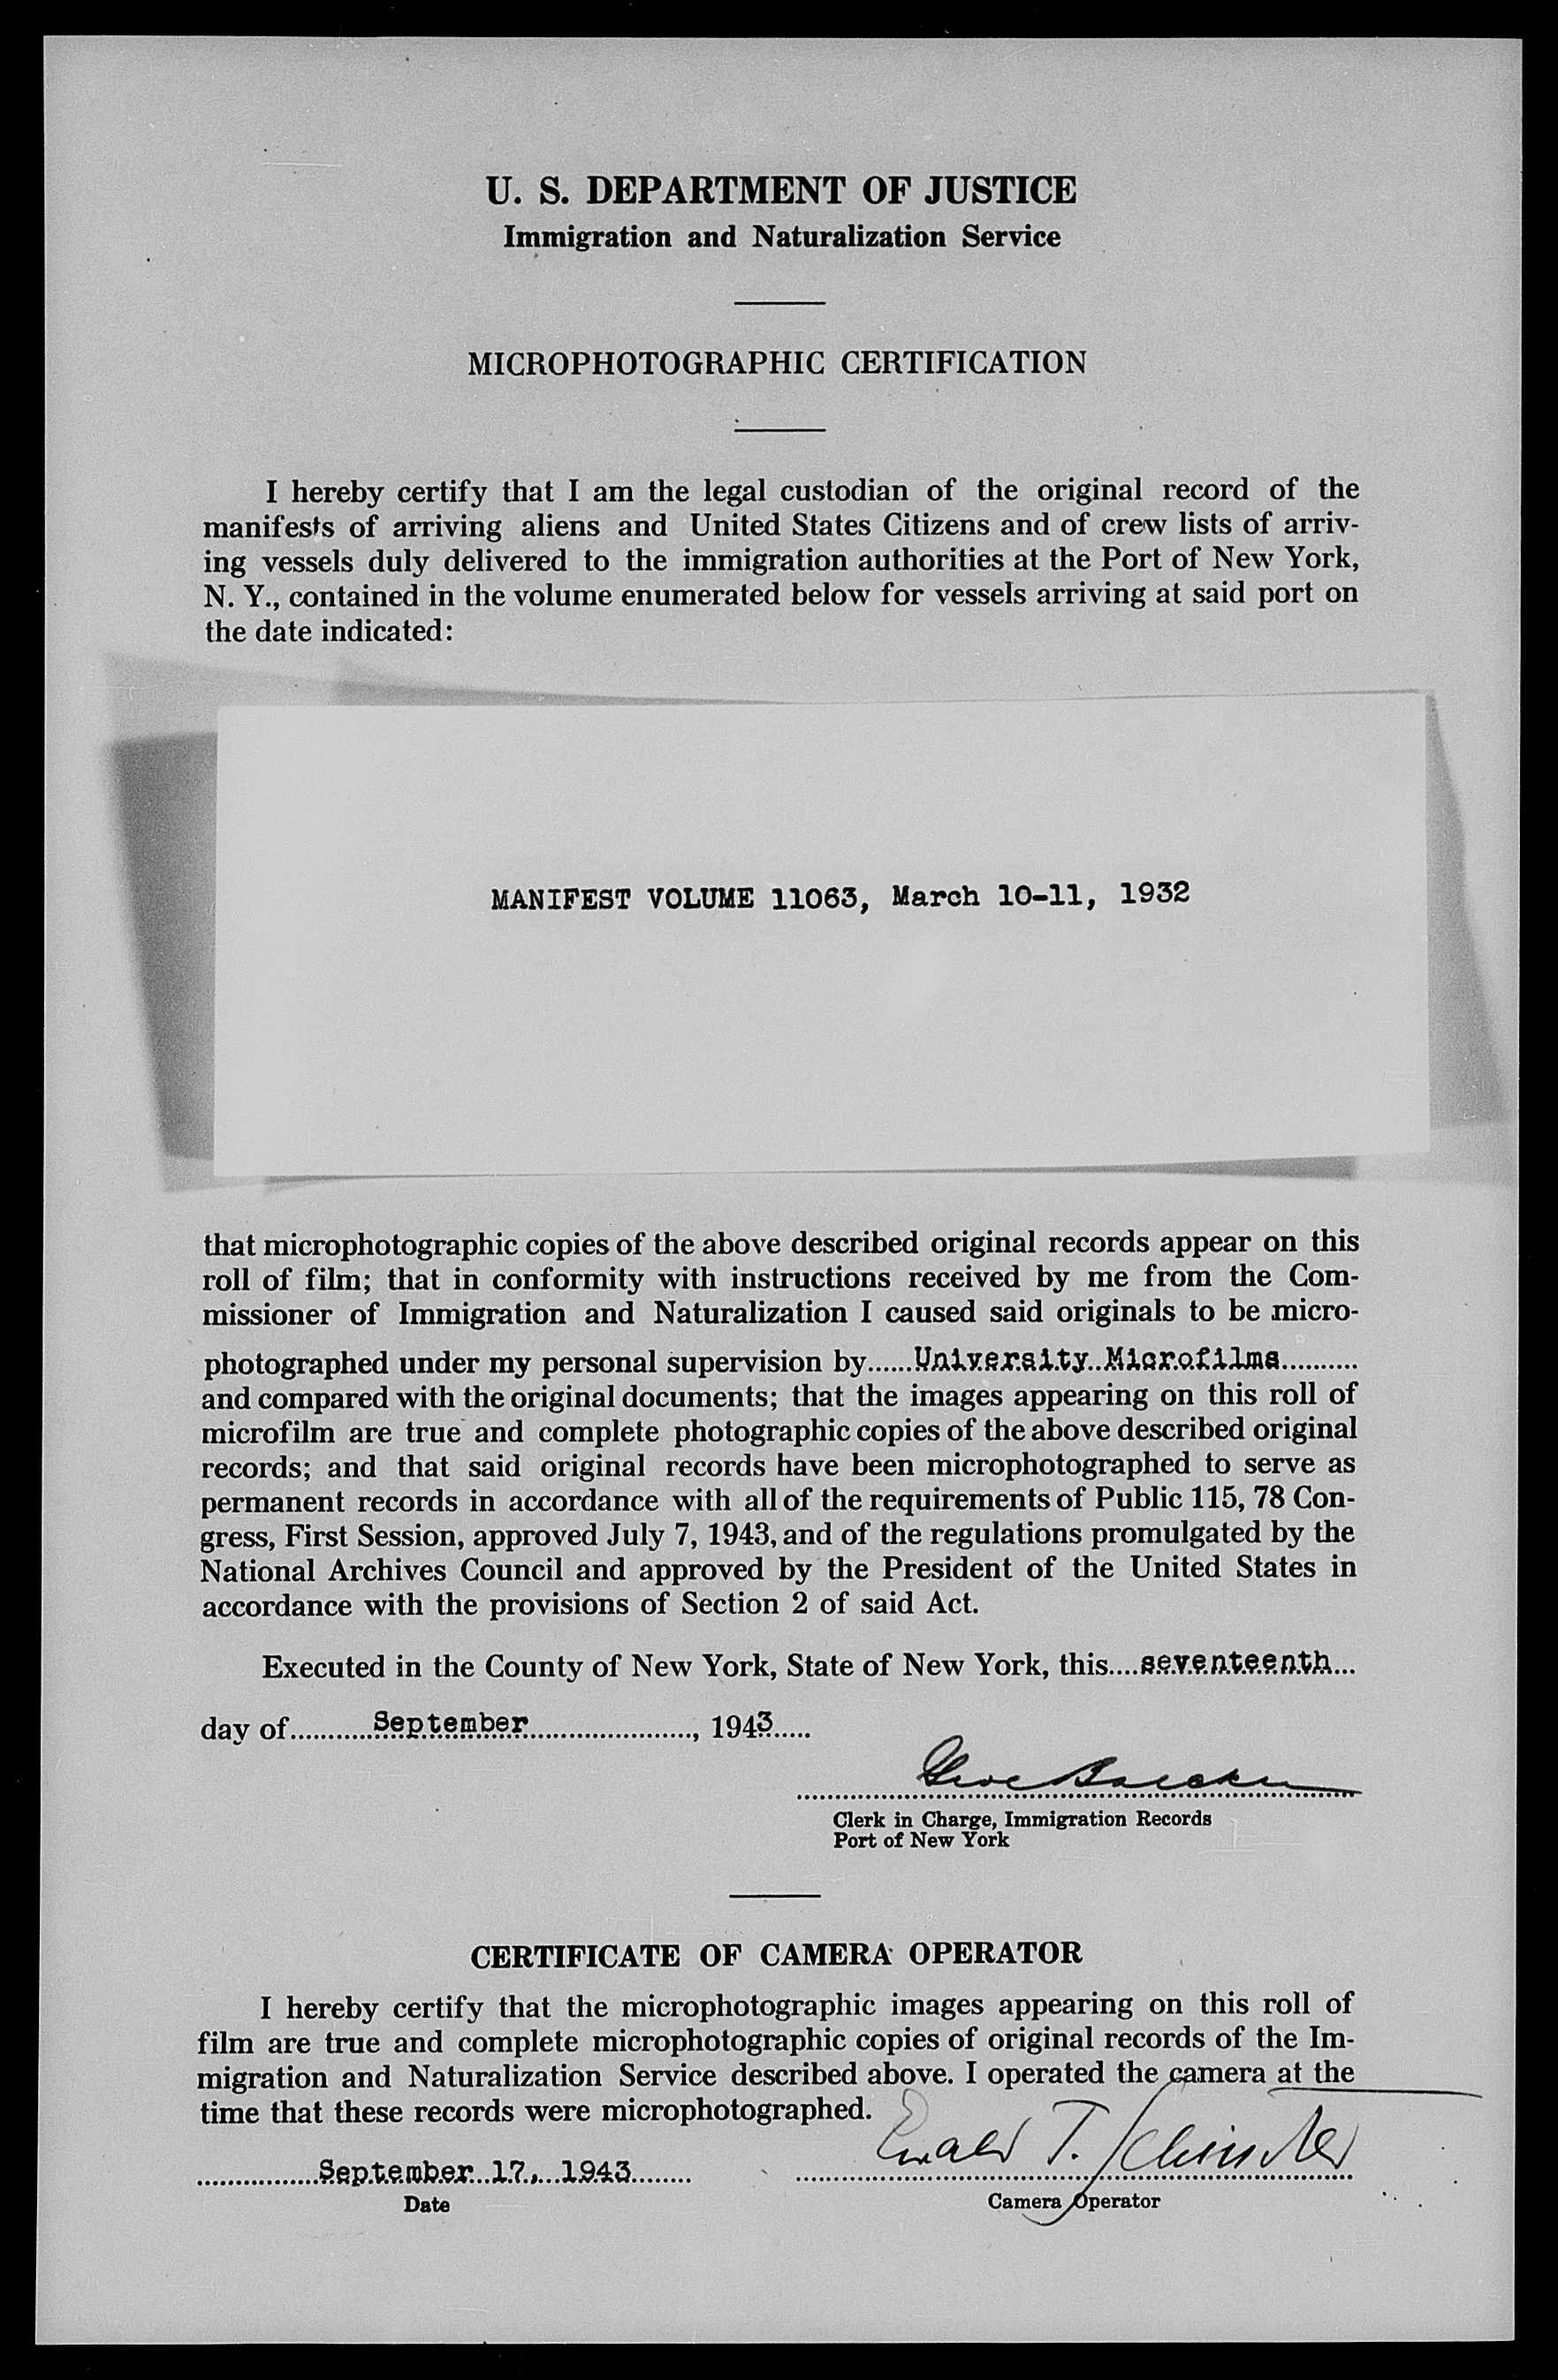 U. S. DEPARTMENT OF JUSTICE
Immigration and Naturalization Service
MICROPHOTOGRAPHIC CERTIFICATION
I hereby certify that I am the legal custodian of the original record of the
manifests of arriving aliens and United States Citizens and of crew lists of arriv-
ing vessels duly delivered to the immigration authorities at the Port of New York,
N. Y., contained in the volume enumerated below for vessels arriving at said port on
the date indicated:
MANIFEST VOLUME 11063, March 10-11, 1932
that microphotographic copies of the above described original records appear on this
roll of film; that in conformity with instructions received by me from the Com-
missioner of Immigration and Naturalization I caused said originals to be micro-
photographed under my personal supervision by......University Microfilms..........
and compared with the original documents; that the images appearing on this roll of
microfilm are true and complete photographic copies of the above described original
records; and that said original records have been microphotographed to serve as
permanent records in accordance with all of the requirements of Public 115, 78 Con-
gress, First Session, approved July 7, 1943, and of the regulations promulgated by the
National Archives Council and approved by the President of the United States in
accordance with the provisions of Section 2 of said Act.
Executed in the County of New York, State of New York, this....seventeenth...
day of...........September....................., 1943.....
Clerk in Charge, Immigration Records
Port of New York
CERTIFICATE OF CAMERA OPERATOR
I hereby certify that the microphotographic images appearing on this roll of
film are true and complete microphotographic copies of original records of the Im-
migration and Naturalization Service described above. I operated the camera at the
time that these records were microphotographed.
September 17, 1943
Ewald T.
Date
Camera Operator